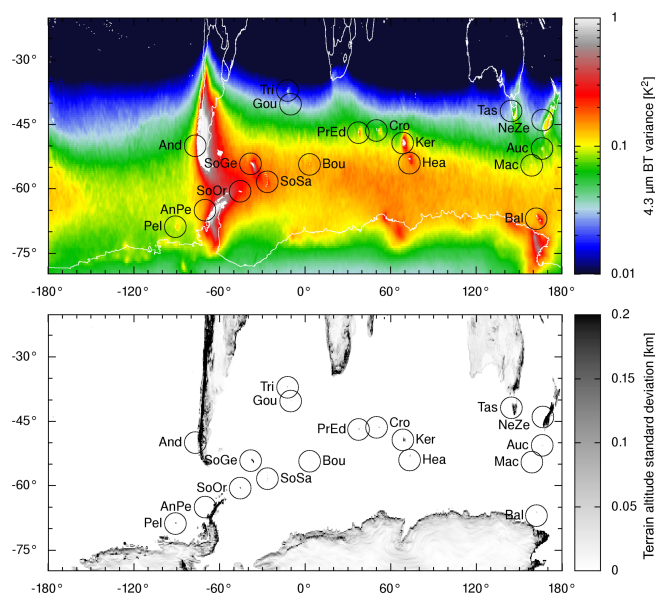 -30°
-45°
-60°
-75°
Tri
Gou
Tas
NeZe
PrEd
Cro
And
Ker
Auc
SoGe
Bou
Hea
Mac
SoSa
SoOr
AnPe
Pel
Bal
-180° -120° -60° 0° 60° 120° 180°
1
0.1
0.01
4.3 μm BT variance [K²]
-30°
-45°
-60°
-75°
Tri
Gou
Tas
NeZe
PrEd
Cro
And
Ker
Auc
SoGe
Bou
Hea
Mac
SoSa
SoOr
AnPe
Pel
Bal
-180° -120° -60° 0° 60° 120° 180°
0.2
0.15
0.1
0.05
0
Terrain altitude standard deviation [km]